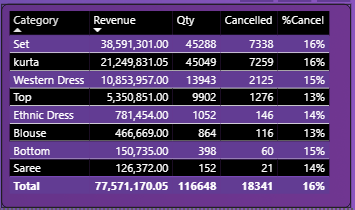 Category Revenue Qty Cancelled %Cancel
Set 38,591,301.00 45288 7338 16%
kurta 21,249,831.05 45049 7259 16%
Western Dress 10,853,957.00 13943 2125 15%
Top 5,350,851.00 9902 1276 13%
Ethnic Dress 781,454.00 1052 146 14%
Blouse 466,669.00 864 116 13%
Bottom 150,735.00 398 60 15%
Saree 126,372.00 152 21 14%
Total 77,571,170.05 116648 18341 16%